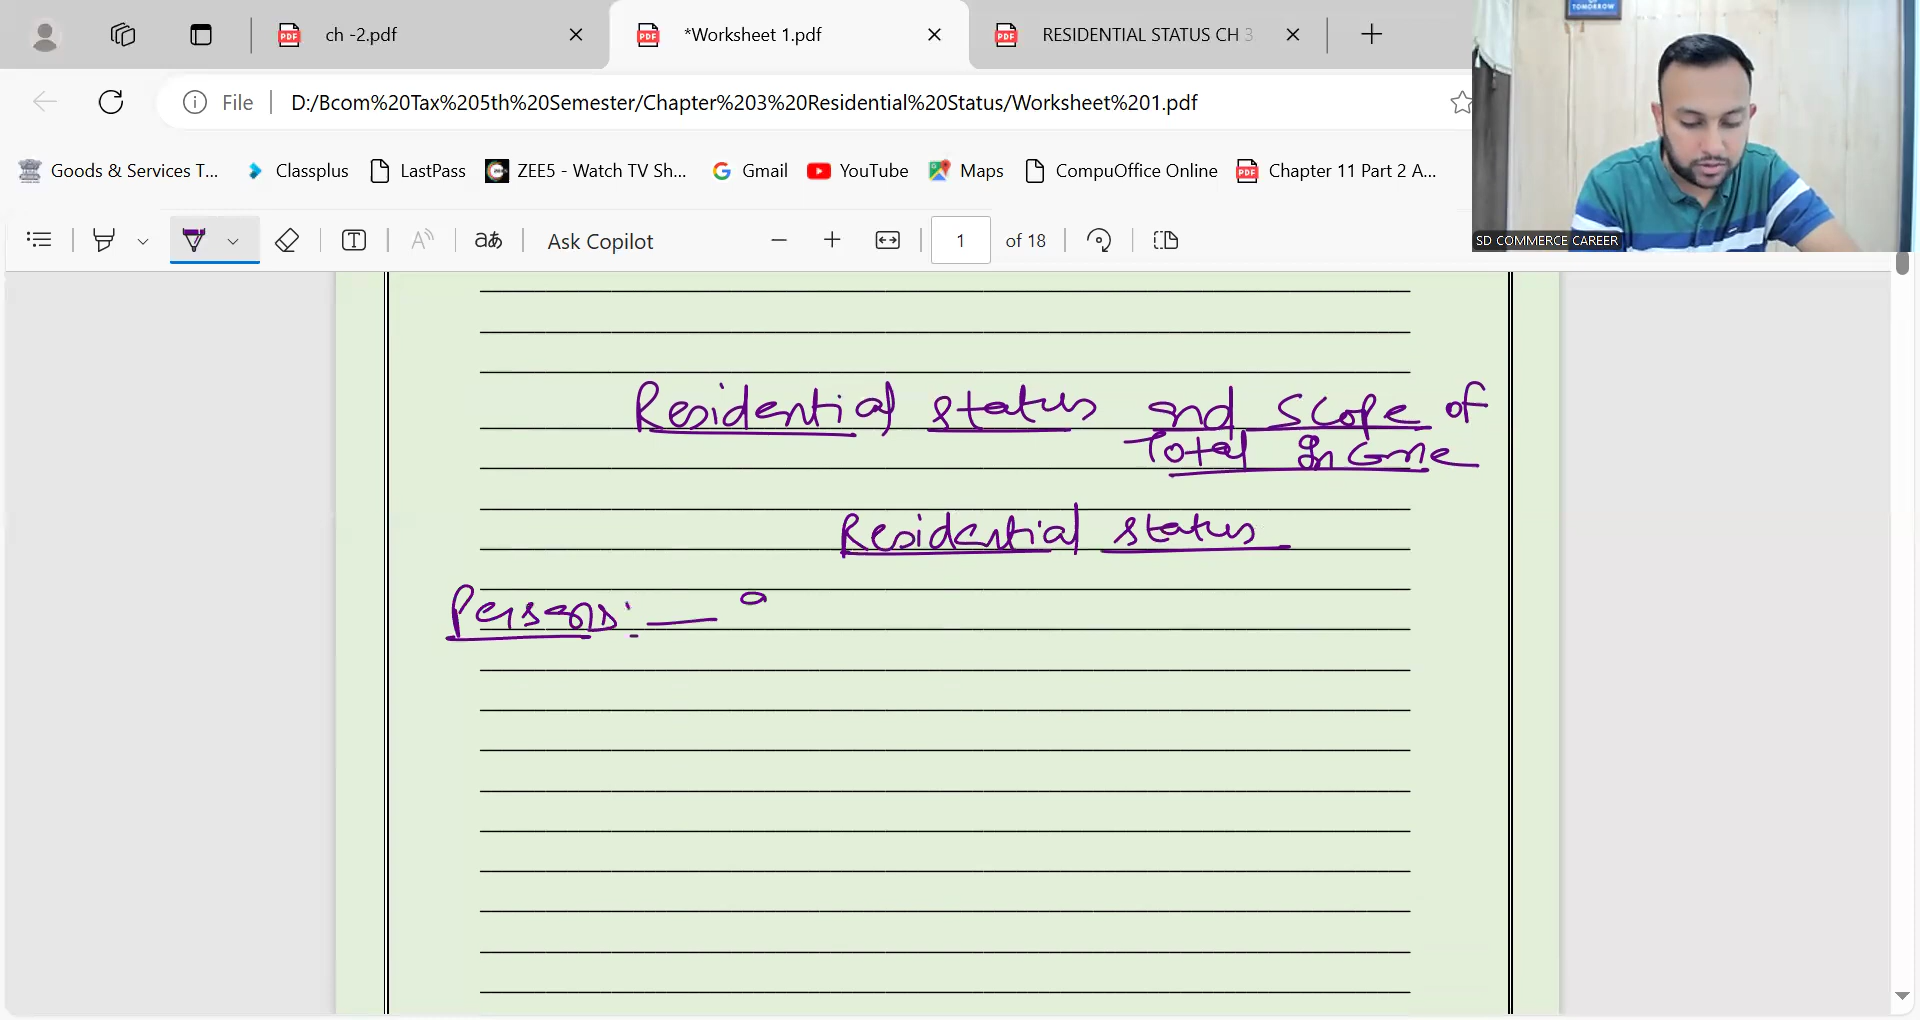 ch -2.pdf
*Worksheet 1.pdf
RESIDENTIAL STATUS CH 3
TOMORROW
File
D:/Bcom%20Tax%205th%20Semester/Chapter%203%20Residential%20Status/Worksheet%201.pdf
Goods & Services T...
Classplus
LastPass
ZEE5 - Watch TV Sh...
Gmail
YouTube
Maps
CompuOffice Online
Chapter 11 Part 2 A...
Ask Copilot
1 of 18
SD COMMERCE CAREER
Residential status and Scope of
Total Income
Residential status
Persons:—